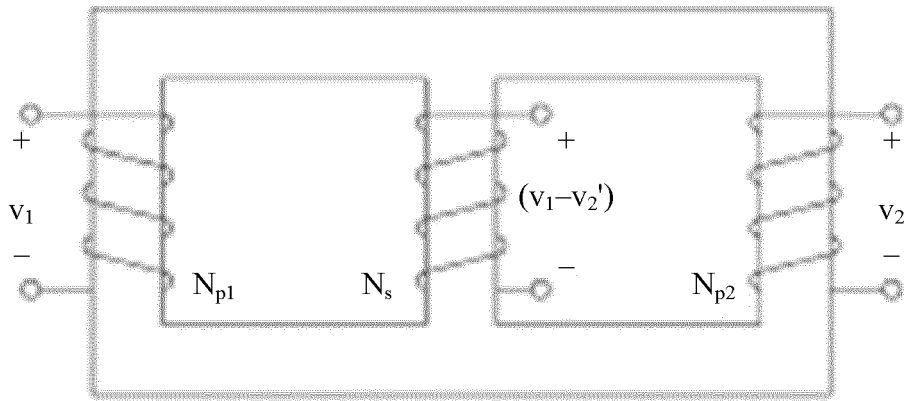 + + +
v₁ (v₁–v₂') v₂
– – –
Nₚ₁ Nₛ Nₚ₂